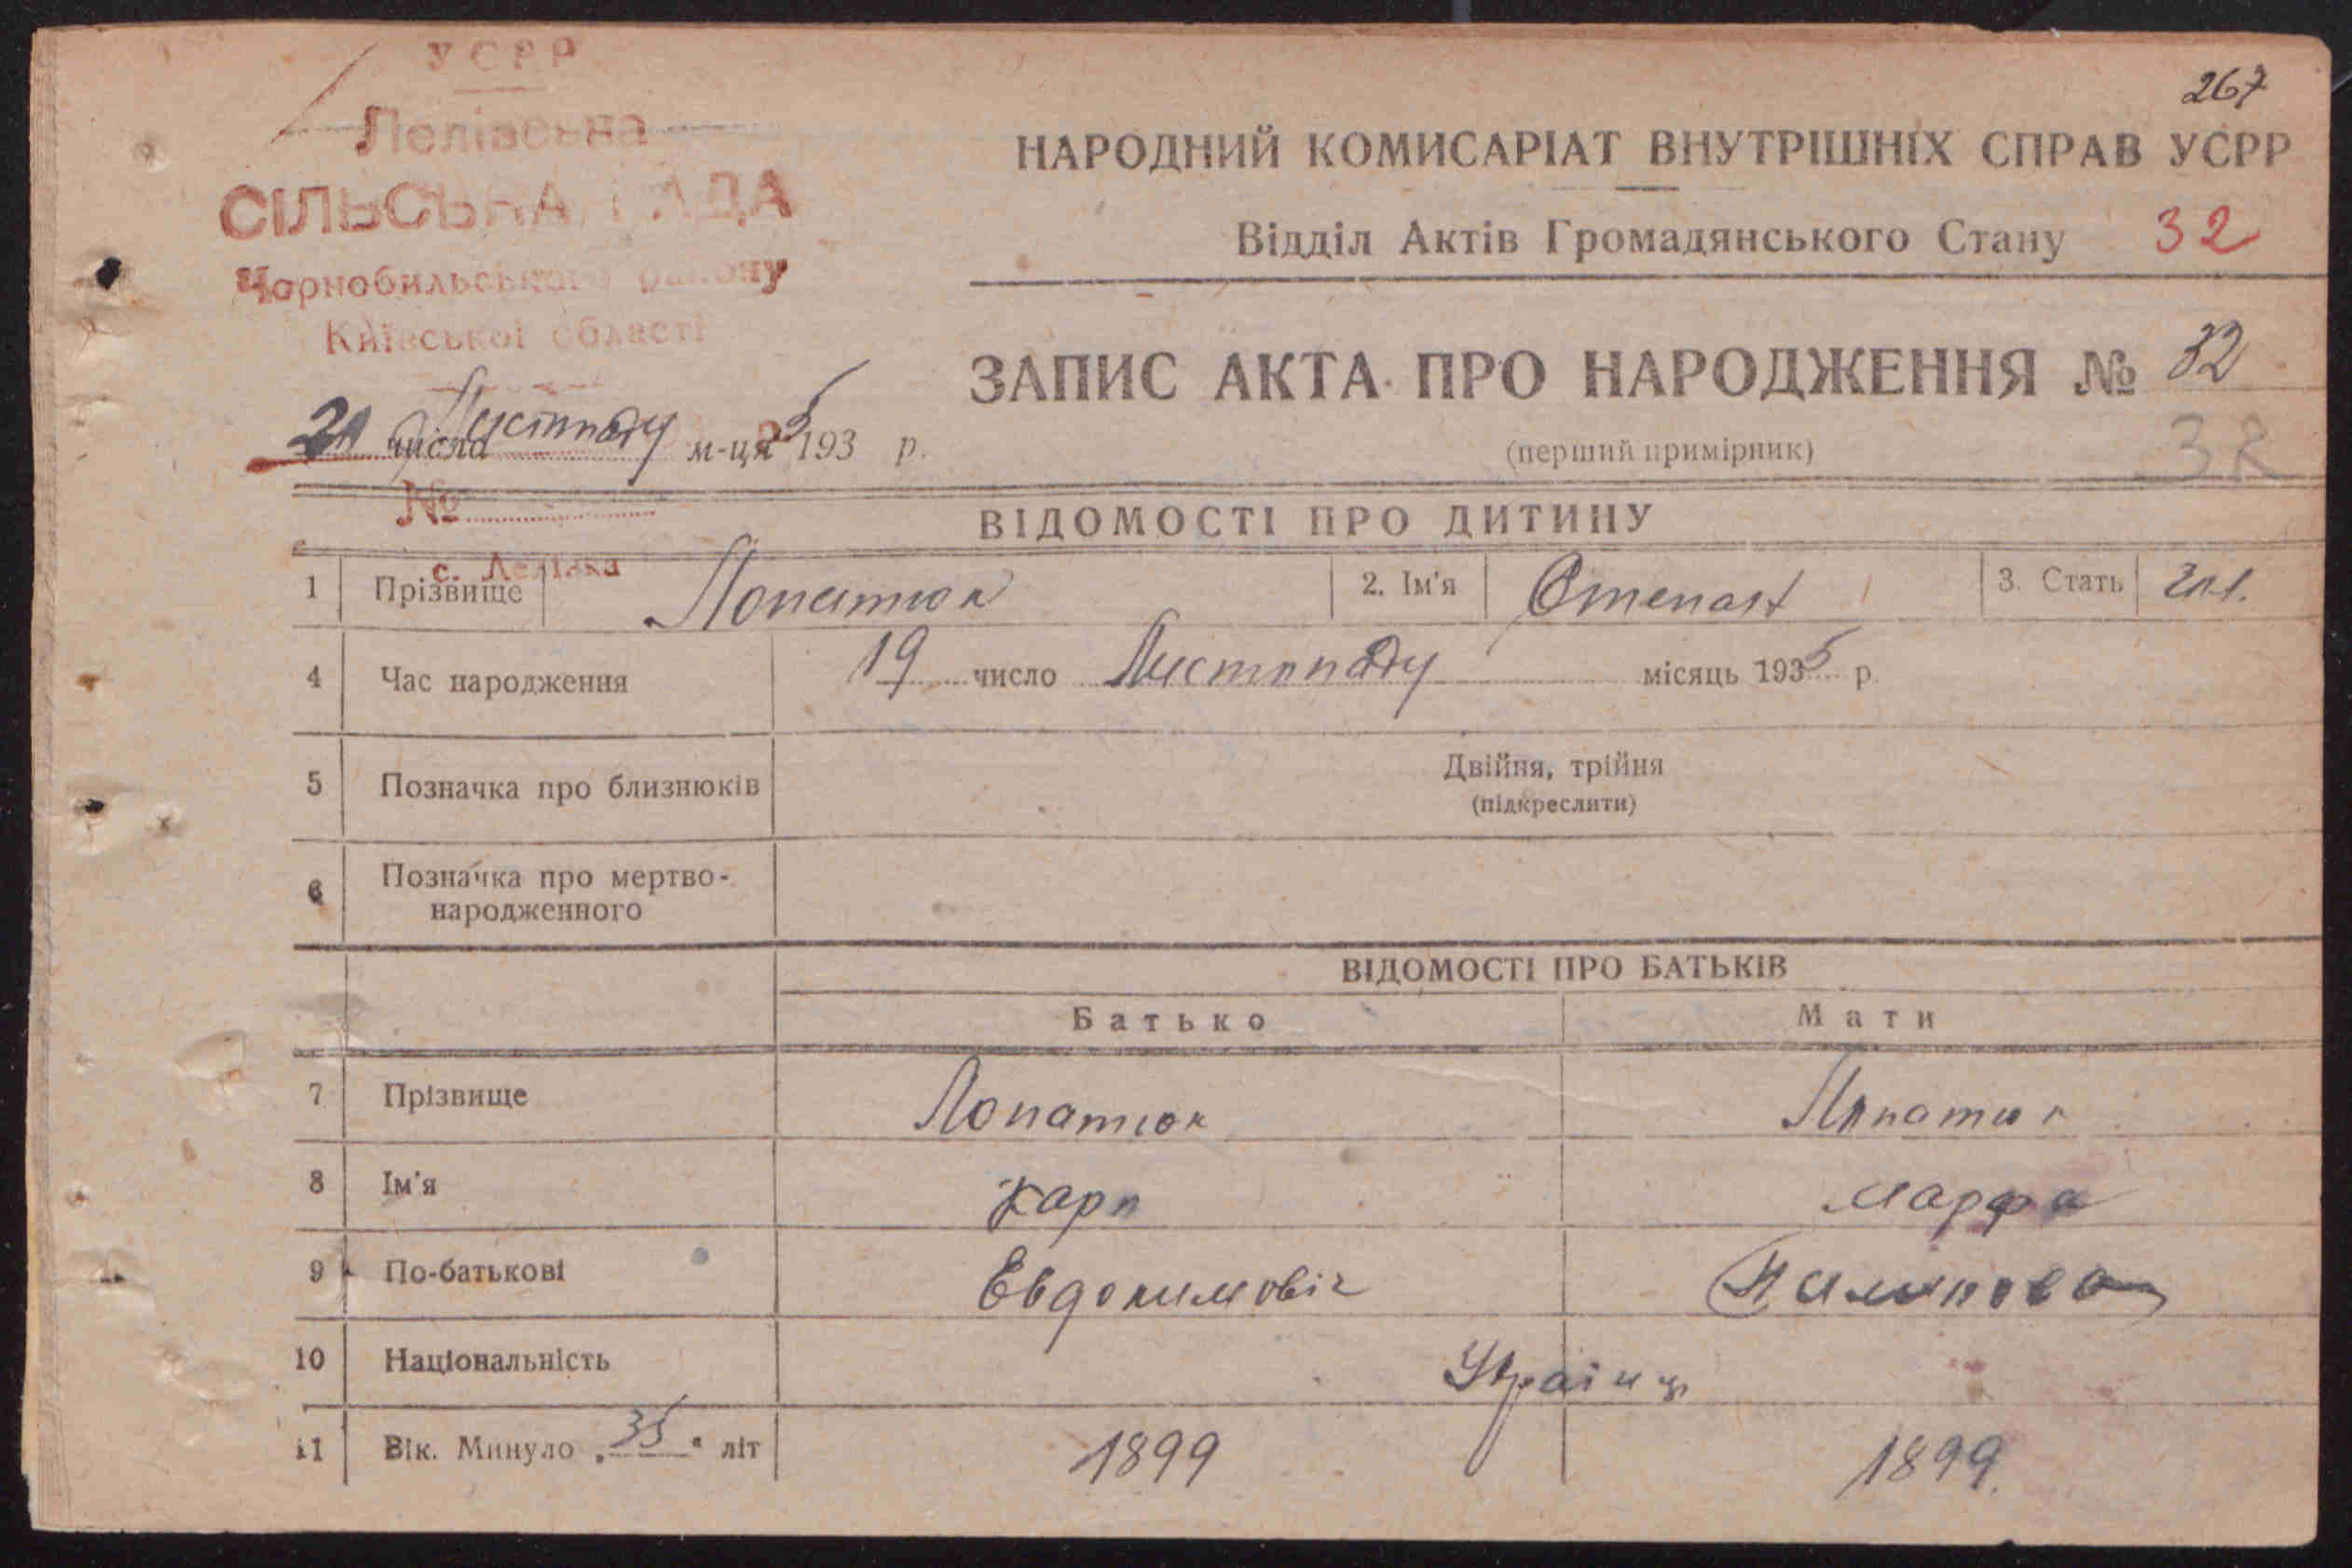 267
УСРР
Лелівська
СІЛЬСЬКА РАДА
Чорнобильського району
Київської області
21 числа Листопаду м-ця 1935 р.
№
с. Лелівка
НАРОДНИЙ КОМИСАРІАТ ВНУТРІШНІХ СПРАВ УСРР
Відділ Актів Громадянського Стану 32
ЗАПИС АКТА ПРО НАРОДЖЕННЯ № 32
(перший примірник) 32
ВІДОМОСТІ ПРО ДИТИНУ
1 Прізвище Лопатюк 2. Ім'я Степан 3. Стать
4 Час народження 19 число Листопаду місяць 1935 р
5 Позначка про близнюків Двійня, трійня
(підкреслити)
6 Позначка про мертво-
народженного
ВІДОМОСТІ ПРО БАТЬКІВ
Батько Мати
7 Прізвище Лопатюк Лопатюк
8 Ім'я Карп Марфа
9 По-батькові Евдокимовіч
10 Національність Україн.
11 Вік. Минуло „35“ літ 1899 1899